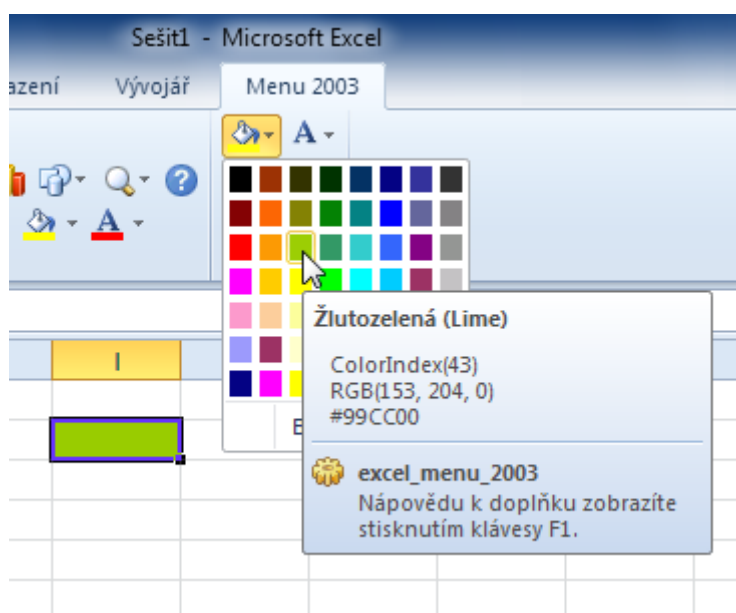 Sešit1 - Microsoft Excel
azení Vývojář Menu 2003
A
A
Žlutozelená (Lime)
I
ColorIndex(43)
RGB(153, 204, 0)
#99CC00
excel_menu_2003
Nápovědu k doplňku zobrazíte
stisknutím klávesy F1.